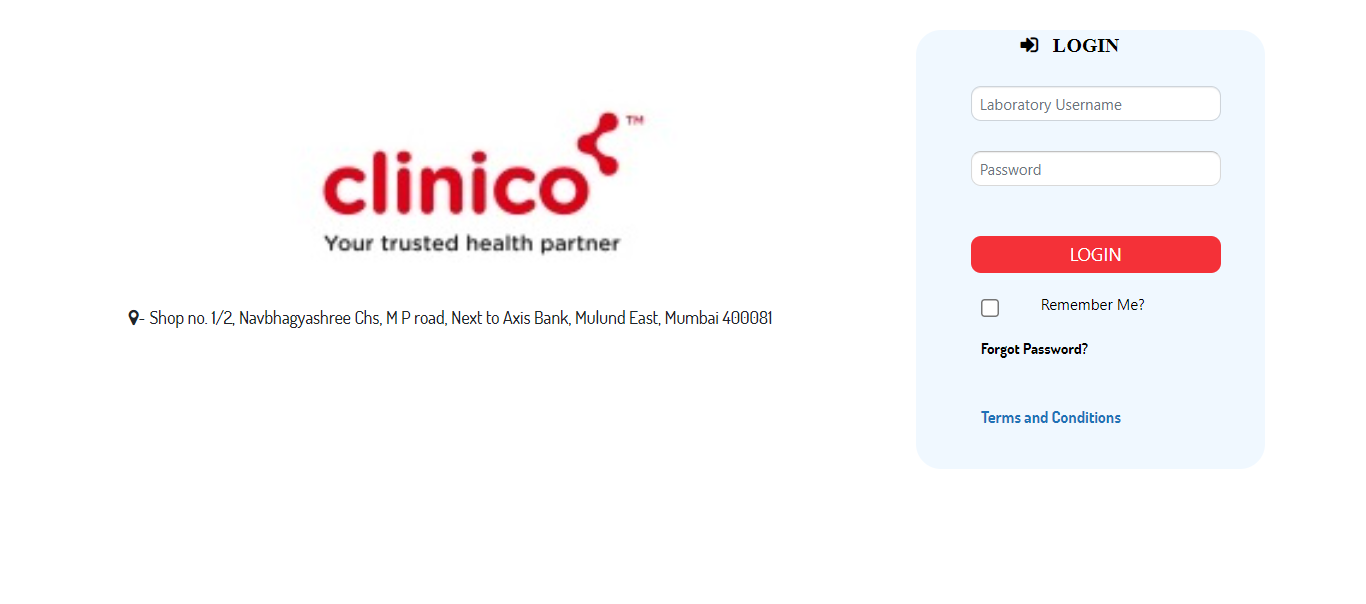 clinico™
Your trusted health partner
- Shop no. 1/2, Navbhagyashree Chs, M P road, Next to Axis Bank, Mulund East, Mumbai 400081
LOGIN
Laboratory Username
Password
LOGIN
Remember Me?
Forgot Password?
Terms and Conditions